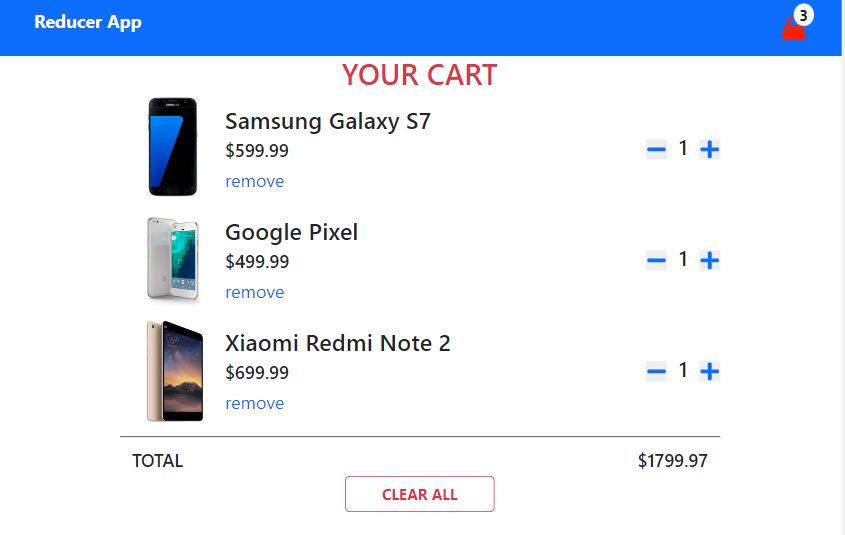 Reducer App
3
YOUR CART
Samsung Galaxy S7
$599.99
1
remove
Google Pixel
$499.99
1
remove
Xiaomi Redmi Note 2
$699.99
1
remove
TOTAL $1799.97
CLEAR ALL